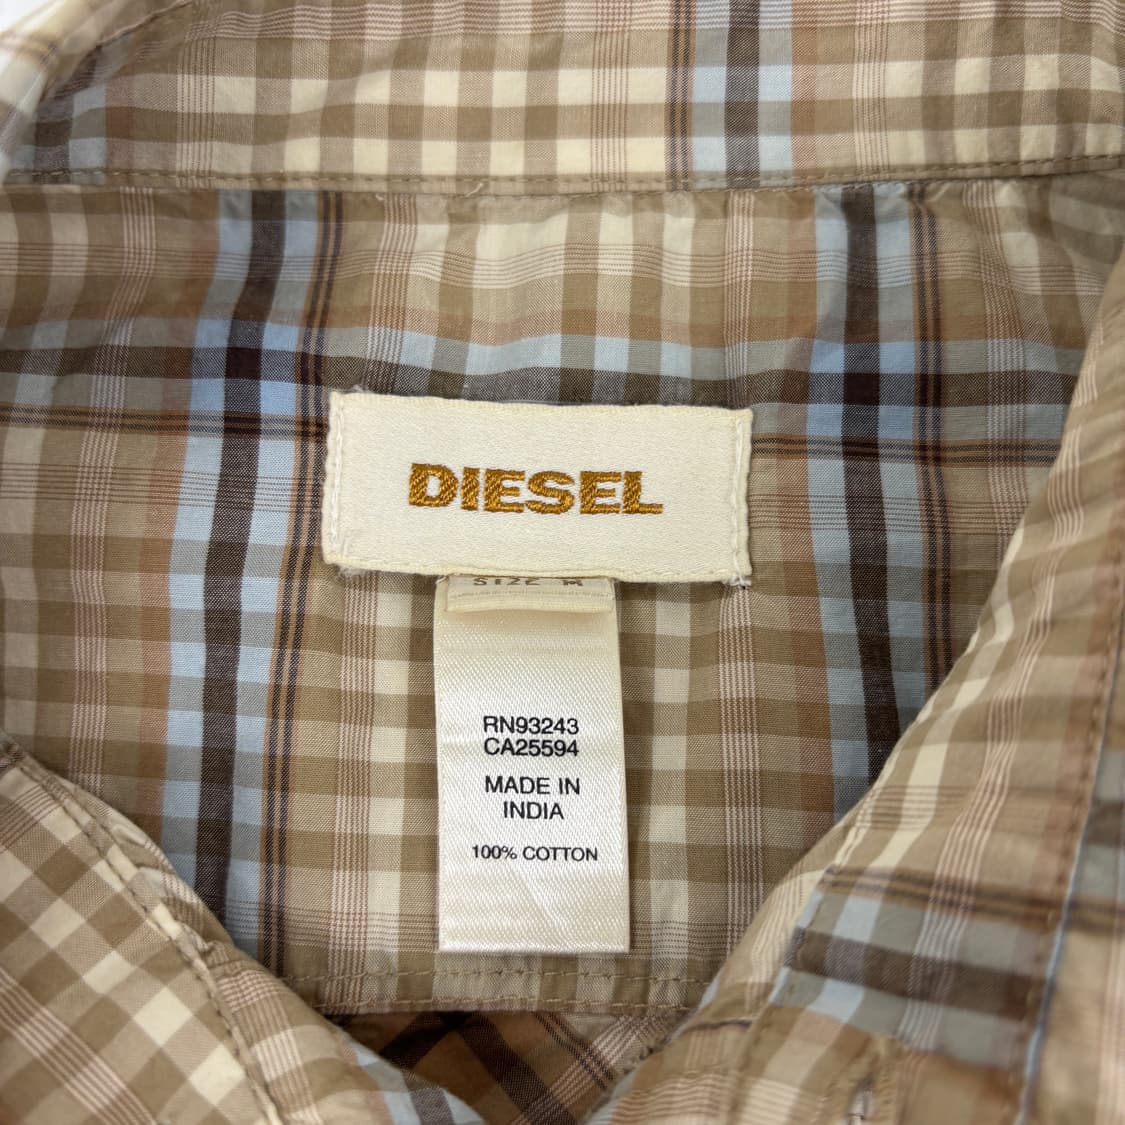 DIESEL
SIZE M
RN93243
CA25594
MADE IN
INDIA
100% COTTON